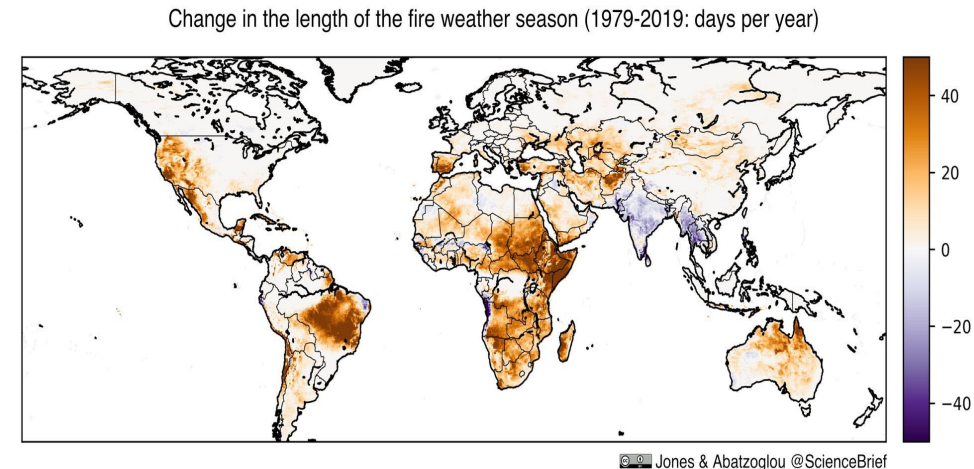 Change in the length of the fire weather season (1979-2019: days per year)
40
20
0
−20
−40
Jones & Abatzoglou @ScienceBrief